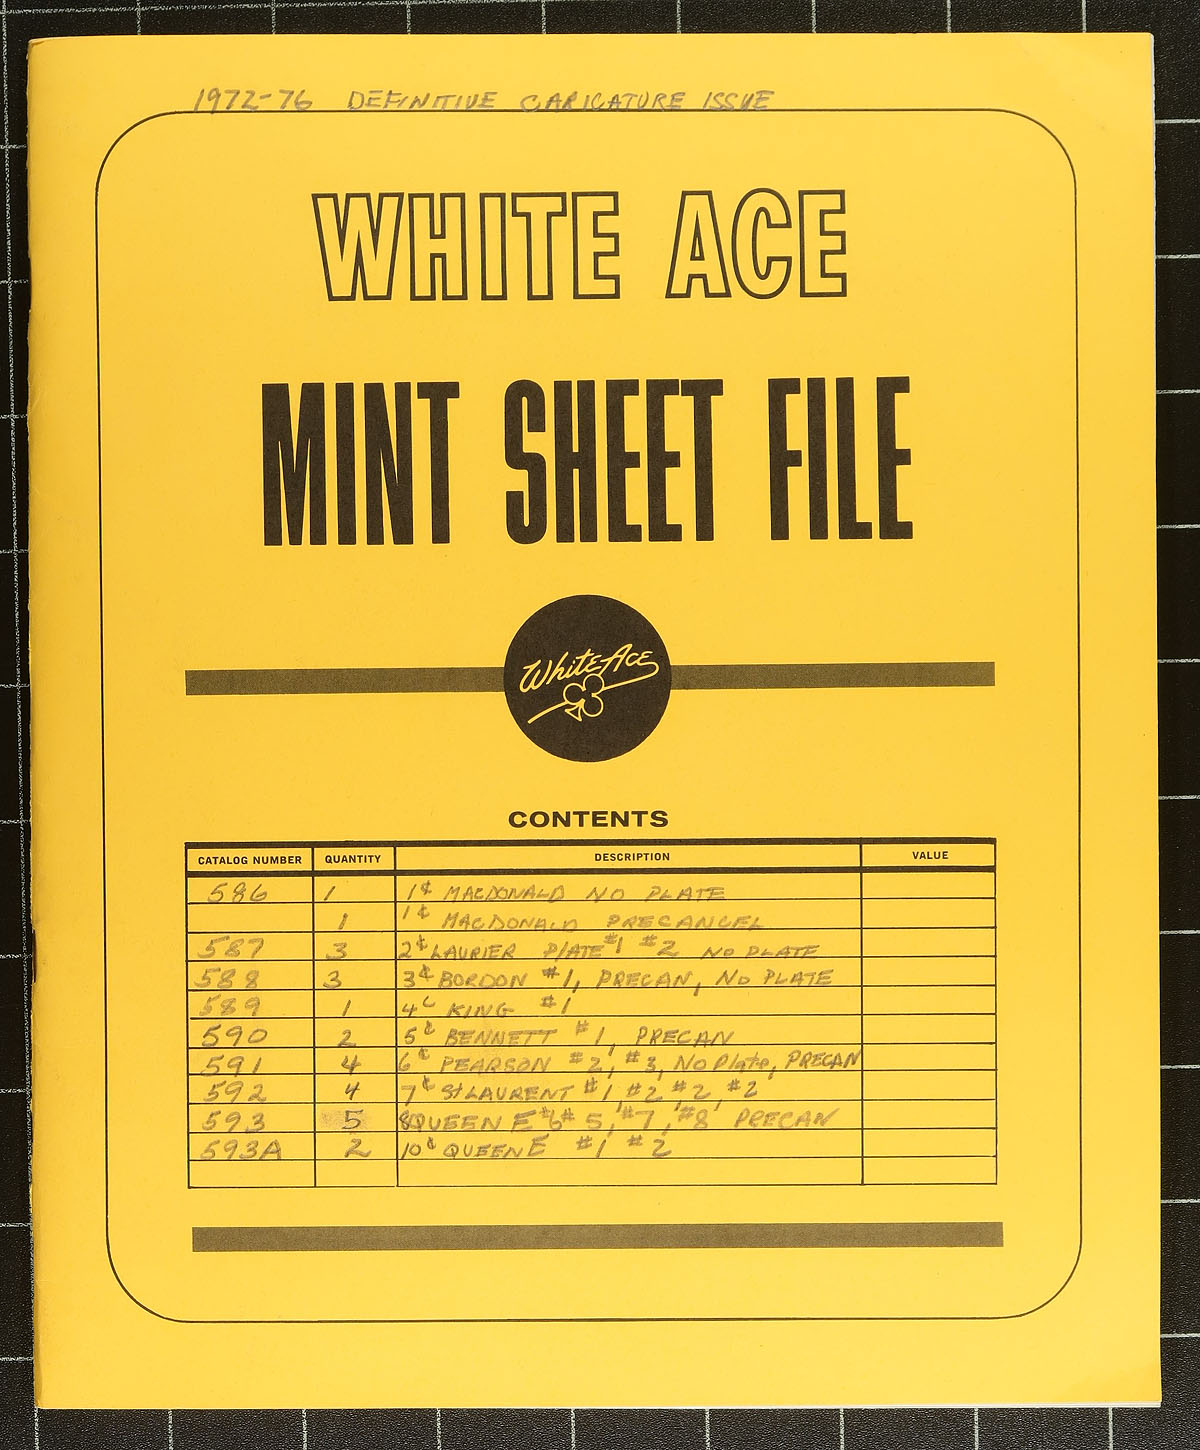 1972-76 DEFINITIVE CARICATURE ISSUE
WHITE ACE
MINT SHEET FILE
White Ace
CONTENTS
CATALOG NUMBER QUANTITY DESCRIPTION VALUE
586 1 1¢ MACDONALD NO PLATE
1 1¢ MACDONALD PRECANCEL
587 3 2¢ LAURIER PLATE #1 #2 NO PLATE
588 3 3¢ BORDON #1, PRECAN, NO PLATE
589 1 4¢ KING #1
590 2 5¢ BENNETT #1, PRECAN
591 4 6¢ PEARSON #2, #3, No Plate, PRECAN
592 4 7¢ St LAURENT #1, #2, #2, #2
593 5 8 QUEEN E #6 #5, #7, #8 PRECAN
593A 2 10¢ QUEEN E #1 #2